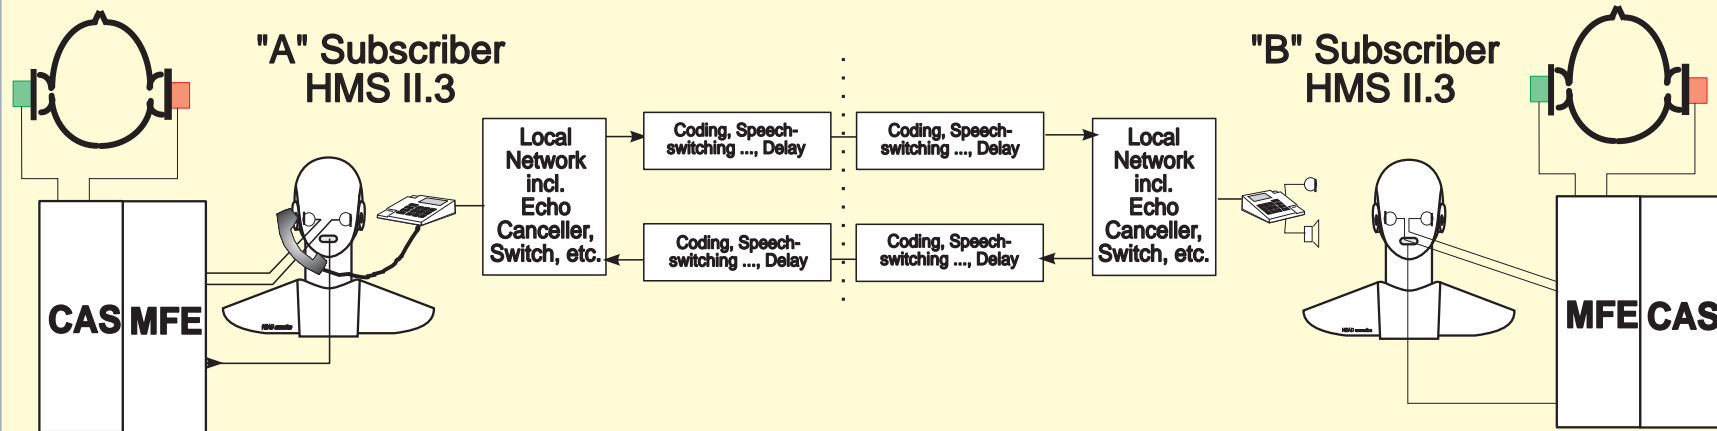 "A" Subscriber
HMS II.3
"B" Subscriber
HMS II.3
Local
Network
incl.
Echo
Canceller,
Switch, etc.
Coding, Speech-
switching ..., Delay
Coding, Speech-
switching ..., Delay
Coding, Speech-
switching ..., Delay
Coding, Speech-
switching ..., Delay
Local
Network
incl.
Echo
Canceller,
Switch, etc.
CAS
MFE
MFE
CAS